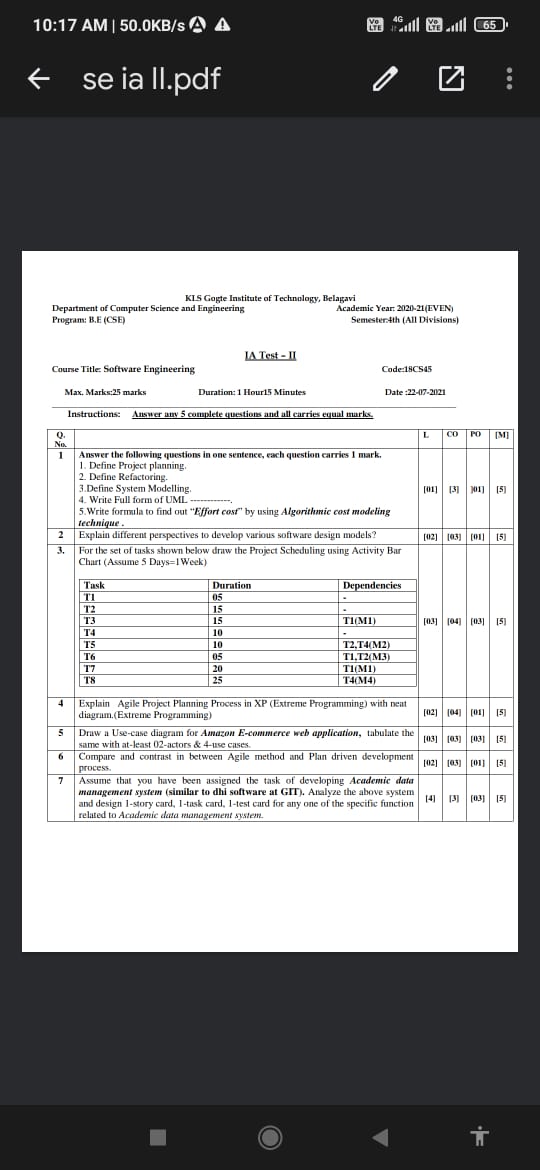 10:17 AM | 50.0KB/s
Vo LTE 4G Vo LTE 65
se ia ll.pdf
KLS Gogte Institute of Technology, Belagavi
Department of Computer Science and Engineering Academic Year: 2020-21(EVEN)
Program: B.E (CSE) Semester:4th (All Divisions)
IA Test – II
Course Title: Software Engineering Code:18CS45
Max. Marks:25 marks Duration: 1 Hour15 Minutes Date :22-07-2021
Instructions: Answer any 5 complete questions and all carries equal marks.
Q. No. L CO PO [M]
1 Answer the following questions in one sentence, each question carries 1 mark.
1. Define Project planning.
2. Define Refactoring.
3.Define System Modelling.
4. Write Full form of UML ------------.
5.Write formula to find out "Effort cost" by using Algorithmic cost modeling
technique .
[01] [3] ]01] [5]
2 Explain different perspectives to develop various software design models? [02] [03] [01] [5]
3. For the set of tasks shown below draw the Project Scheduling using Activity Bar
Chart (Assume 5 Days=1Week)
Task Duration Dependencies
T1 05 -
T2 15 -
T3 15 T1(M1)
T4 10 -
T5 10 T2,T4(M2)
T6 05 T1,T2(M3)
T7 20 T1(M1)
T8 25 T4(M4)
[03] [04] [03] [5]
4 Explain Agile Project Planning Process in XP (Extreme Programming) with neat
diagram.(Extreme Programming)
[02] [04] [01] [5]
5 Draw a Use-case diagram for Amazon E-commerce web application, tabulate the
same with at-least 02-actors & 4-use cases.
[03] [03] [03] [5]
6 Compare and contrast in between Agile method and Plan driven development
process.
[02] [03] [01] [5]
7 Assume that you have been assigned the task of developing Academic data
management system (similar to dhi software at GIT). Analyze the above system
and design 1-story card, 1-task card, 1-test card for any one of the specific function
related to Academic data management system.
[4] [3] [03] [5]